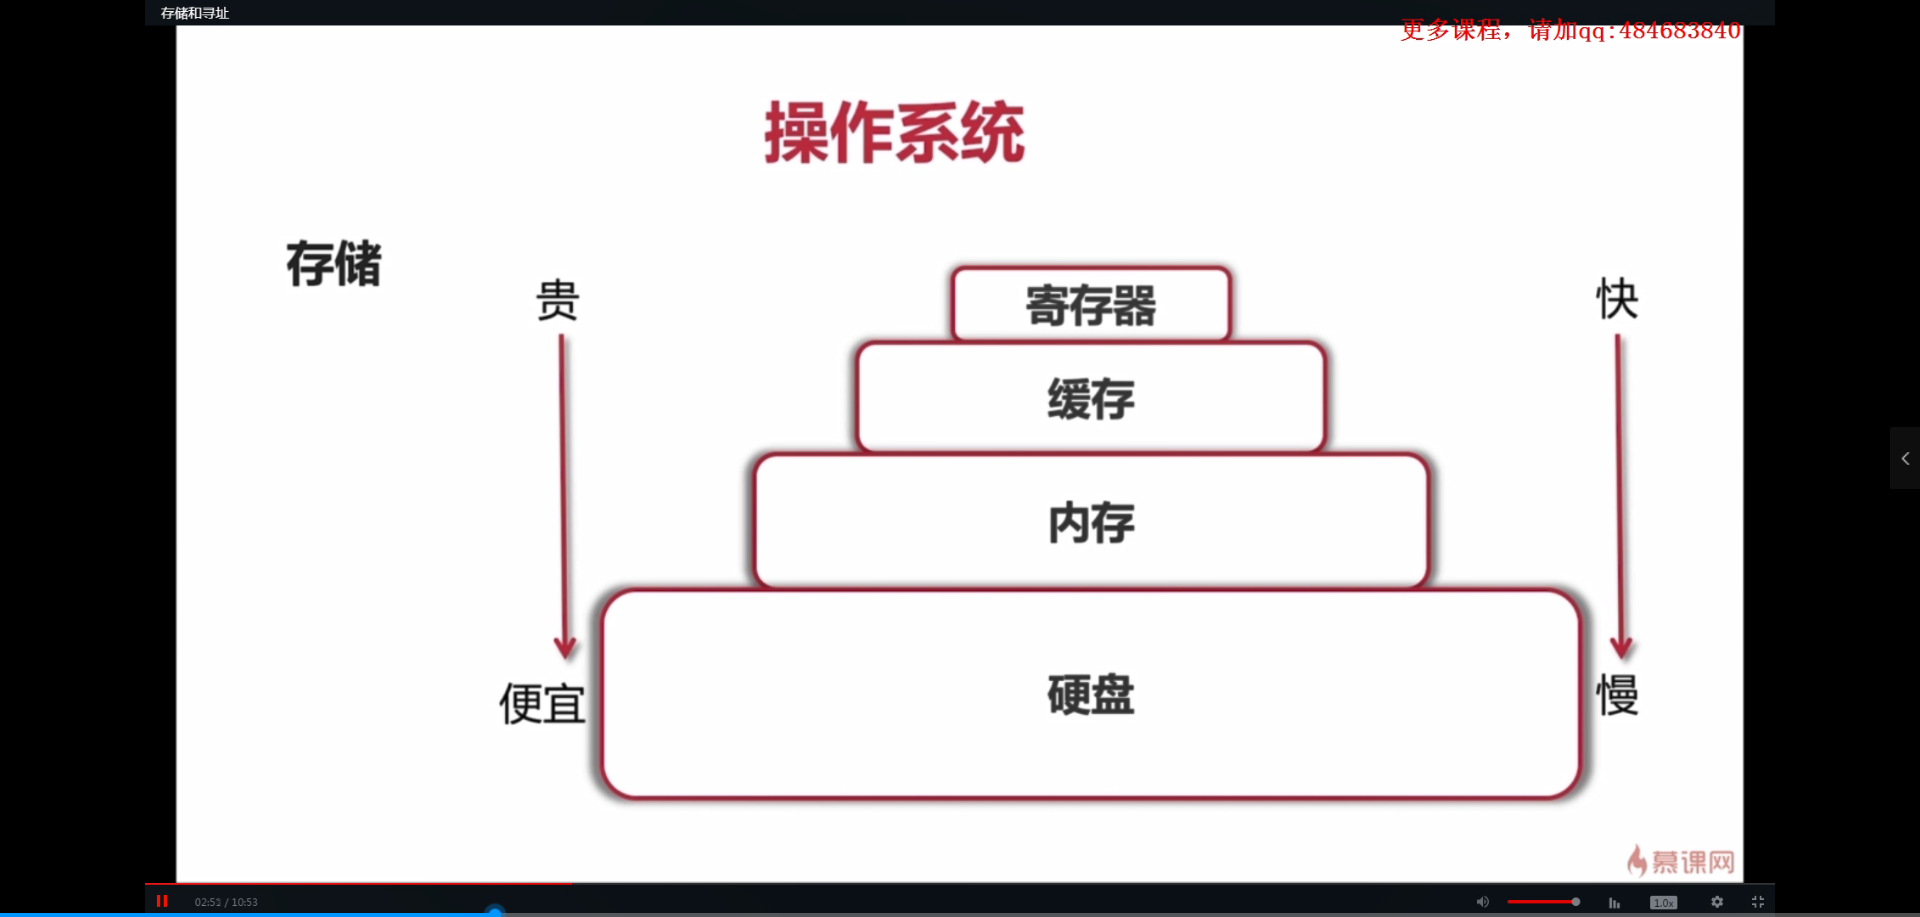 存储和寻址
更多课程，请加qq:484683840
操作系统
存储
贵
快
寄存器
缓存
内存
硬盘
便宜
慢
慕课网
02:51 / 10:53
1.0x